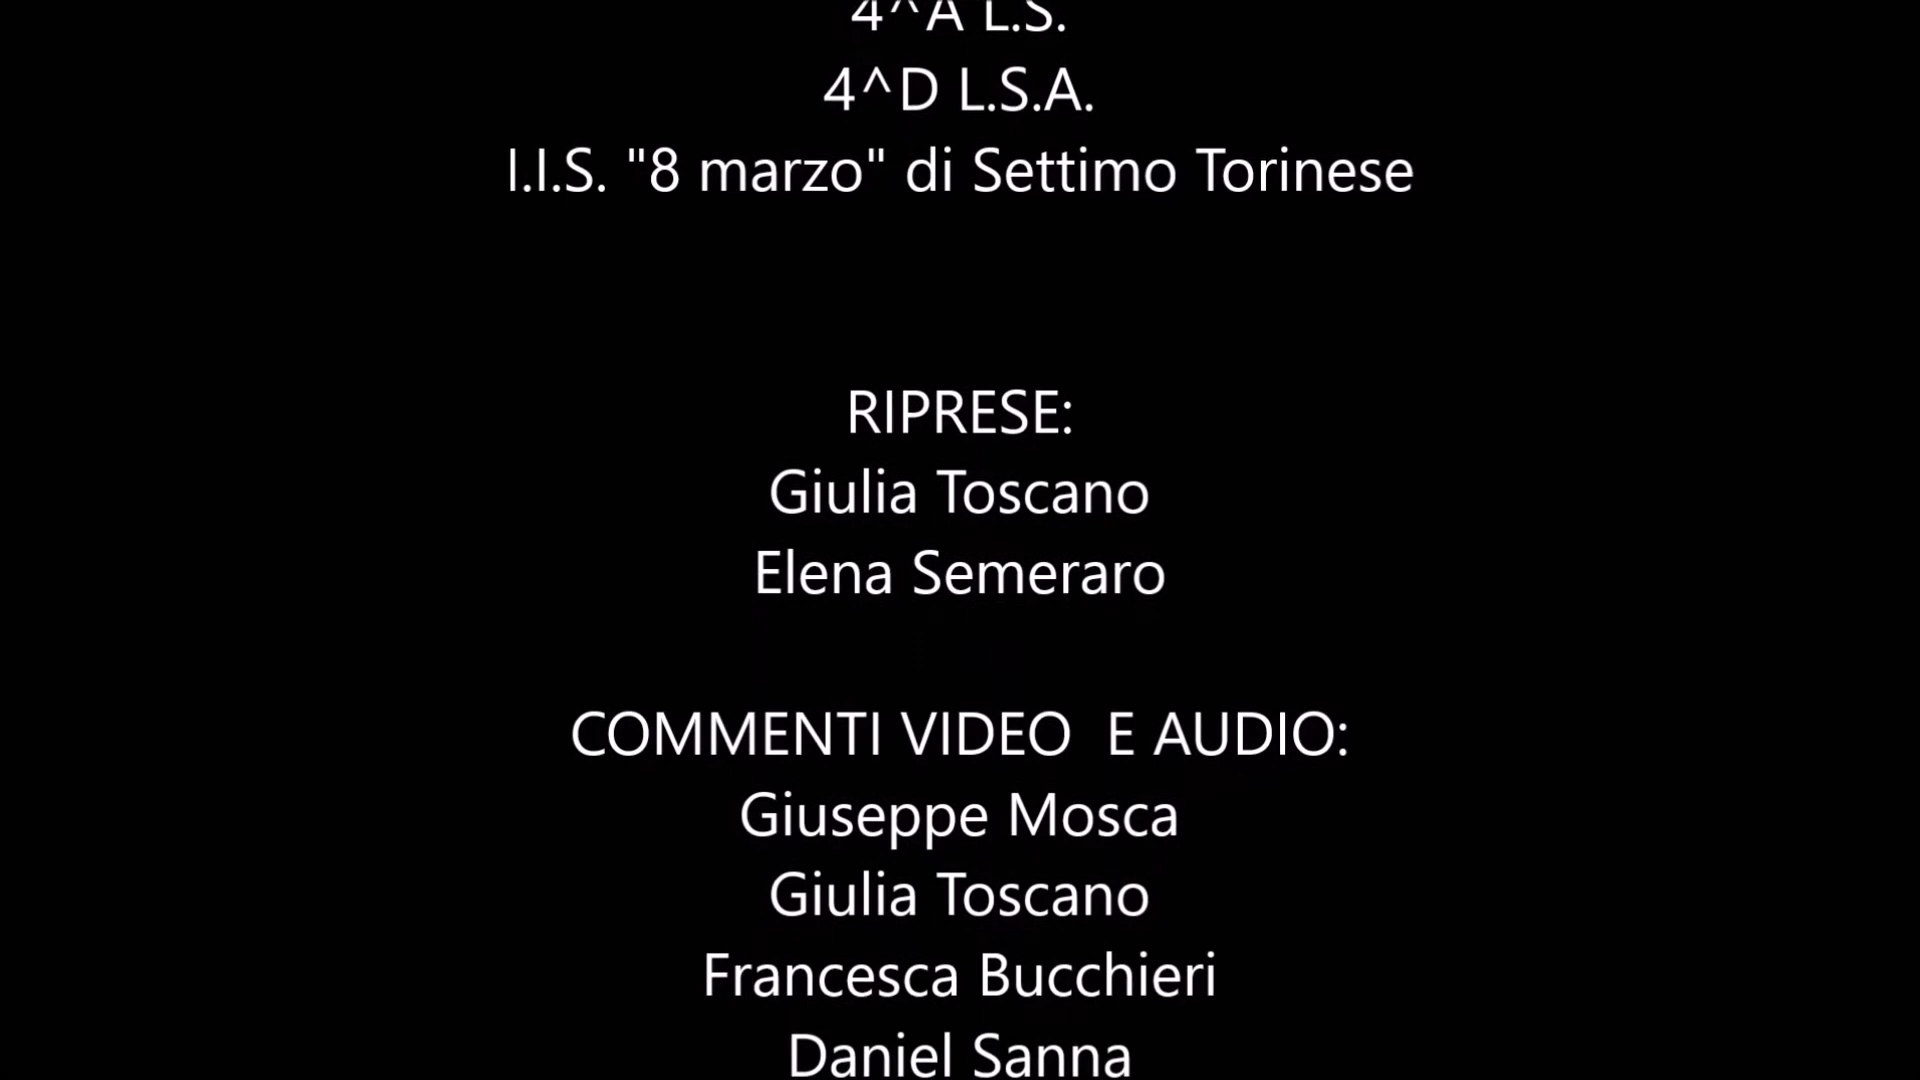 4^A L.S.
4^D L.S.A.
I.I.S. "8 marzo" di Settimo Torinese
RIPRESE:
Giulia Toscano
Elena Semeraro
COMMENTI VIDEO  E AUDIO:
Giuseppe Mosca
Giulia Toscano
Francesca Bucchieri
Daniel Sanna